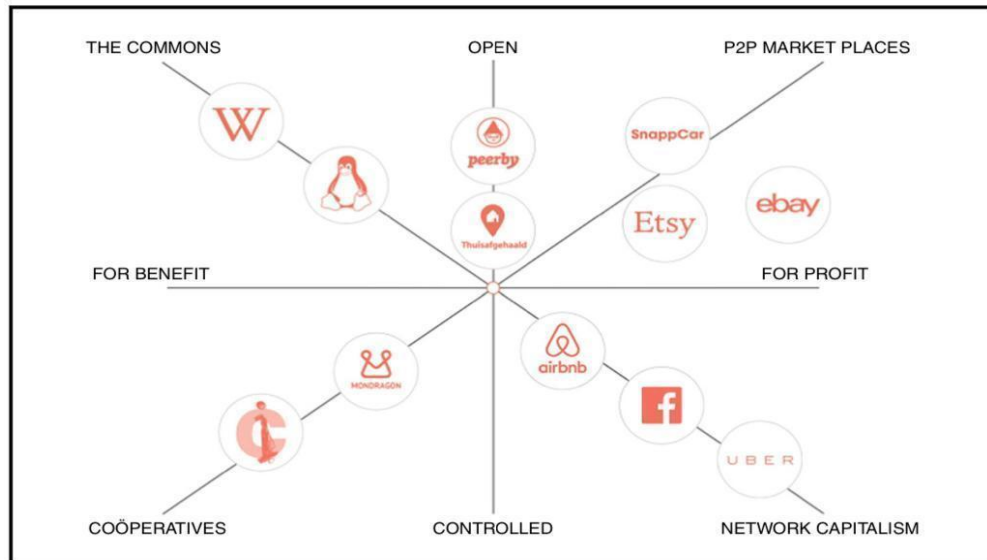 THE COMMONS
OPEN
P2P MARKET PLACES
W
peerby
SnappCar
Thuisafgehaald
Etsy
ebay
FOR BENEFIT
FOR PROFIT
MONDRAGON
airbnb
f
C
UBER
COÖPERATIVES
CONTROLLED
NETWORK CAPITALISM